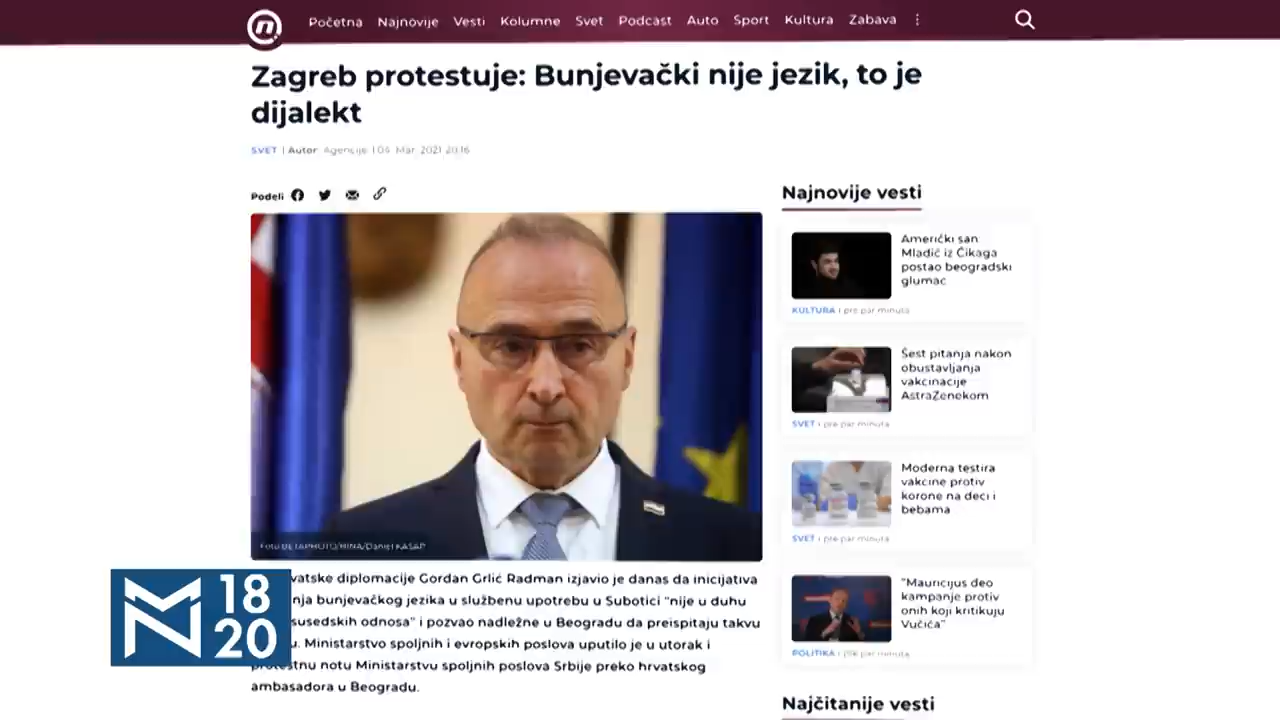 Početna Najnovije Vesti Kolumne Svet Podcast Auto Sport Kultura Zabava
Zagreb protestuje: Bunjevački nije jezik, to je
dijalekt
SVET | Autor: Agencije | 04. Mar. 2021 20:16
Podeli
Foto: BETAPHOTO/HINA/Daniel KASAP
vatske diplomacije Gordan Grlić Radman izjavio je danas da inicijativa
nja bunjevačkog jezika u službenu upotrebu u Subotici "nije u duhu
susedskih odnosa" i pozvao nadležne u Beogradu da preispitaju takvu
u. Ministarstvo spoljnih i evropskih poslova uputilo je u utorak i
protestnu notu Ministarstvu spoljnih poslova Srbije preko hrvatskog
ambasadora u Beogradu.
18
20
Najnovije vesti
Američki san
Mladić iz Čikaga
postao beogradski
glumac
KULTURA | pre par minuta
Šest pitanja nakon
obustavljanja
vakcinacije
AstraZenekom
SVET | pre par minuta
Moderna testira
vakcine protiv
korone na deci i
bebama
SVET | pre par minuta
"Mauricijus deo
kampanje protiv
onih koji kritikuju
Vučića"
POLITIKA | pre par minuta
Najčitanije vesti